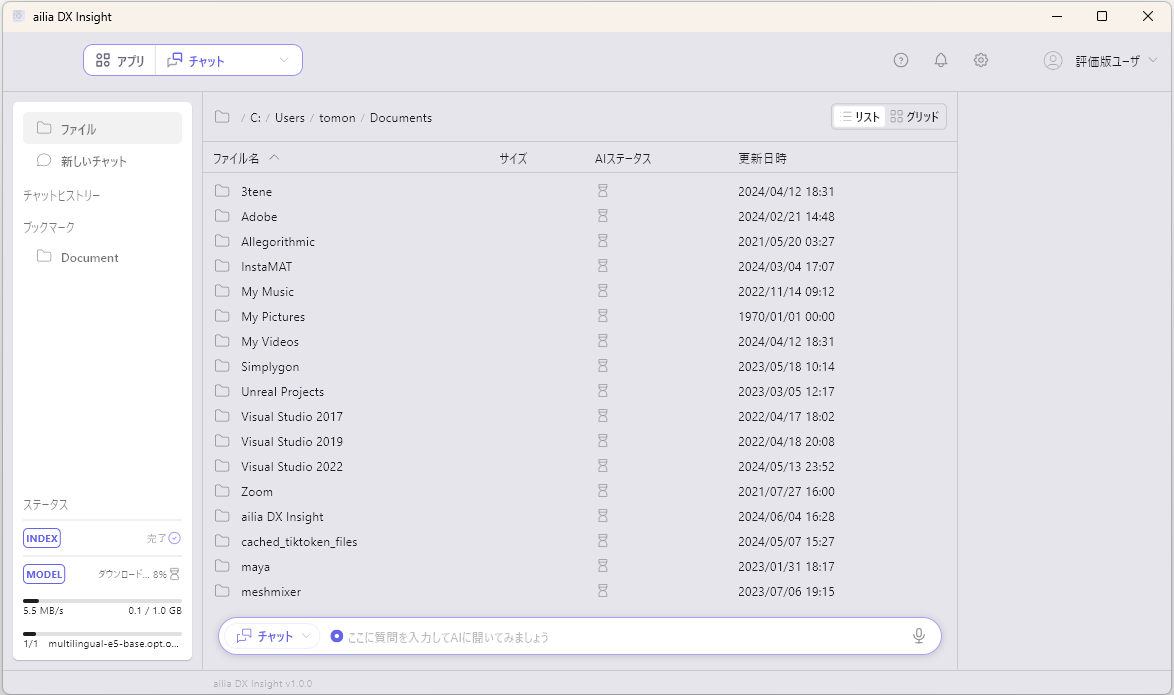 ailia DX Insight
アプリ チャット 評価版ユーザ
ファイル
新しいチャット
チャットヒストリー
ブックマーク
Document
ステータス
INDEX 完了
MODEL ダウンロード... 8%
5.5 MB/s 0.1 / 1.0 GB
1/1 multilingual-e5-base.opt.o...
/ C: / Users / tomon / Documents リスト グリッド
ファイル名 サイズ AIステータス 更新日時
3tene 2024/04/12 18:31
Adobe 2024/02/21 14:48
Allegorithmic 2021/05/20 03:27
InstaMAT 2024/03/04 17:07
My Music 2022/11/14 09:12
My Pictures 1970/01/01 00:00
My Videos 2024/04/12 18:31
Simplygon 2023/05/18 10:14
Unreal Projects 2023/03/05 12:17
Visual Studio 2017 2022/04/17 18:02
Visual Studio 2019 2022/04/18 20:08
Visual Studio 2022 2024/05/13 23:52
Zoom 2021/07/27 16:00
ailia DX Insight 2024/06/04 16:28
cached_tiktoken_files 2024/05/07 15:27
maya 2023/01/31 18:17
meshmixer 2023/07/06 19:15
チャット ここに質問を入力してAIに聞いてみましょう
ailia DX Insight v1.0.0